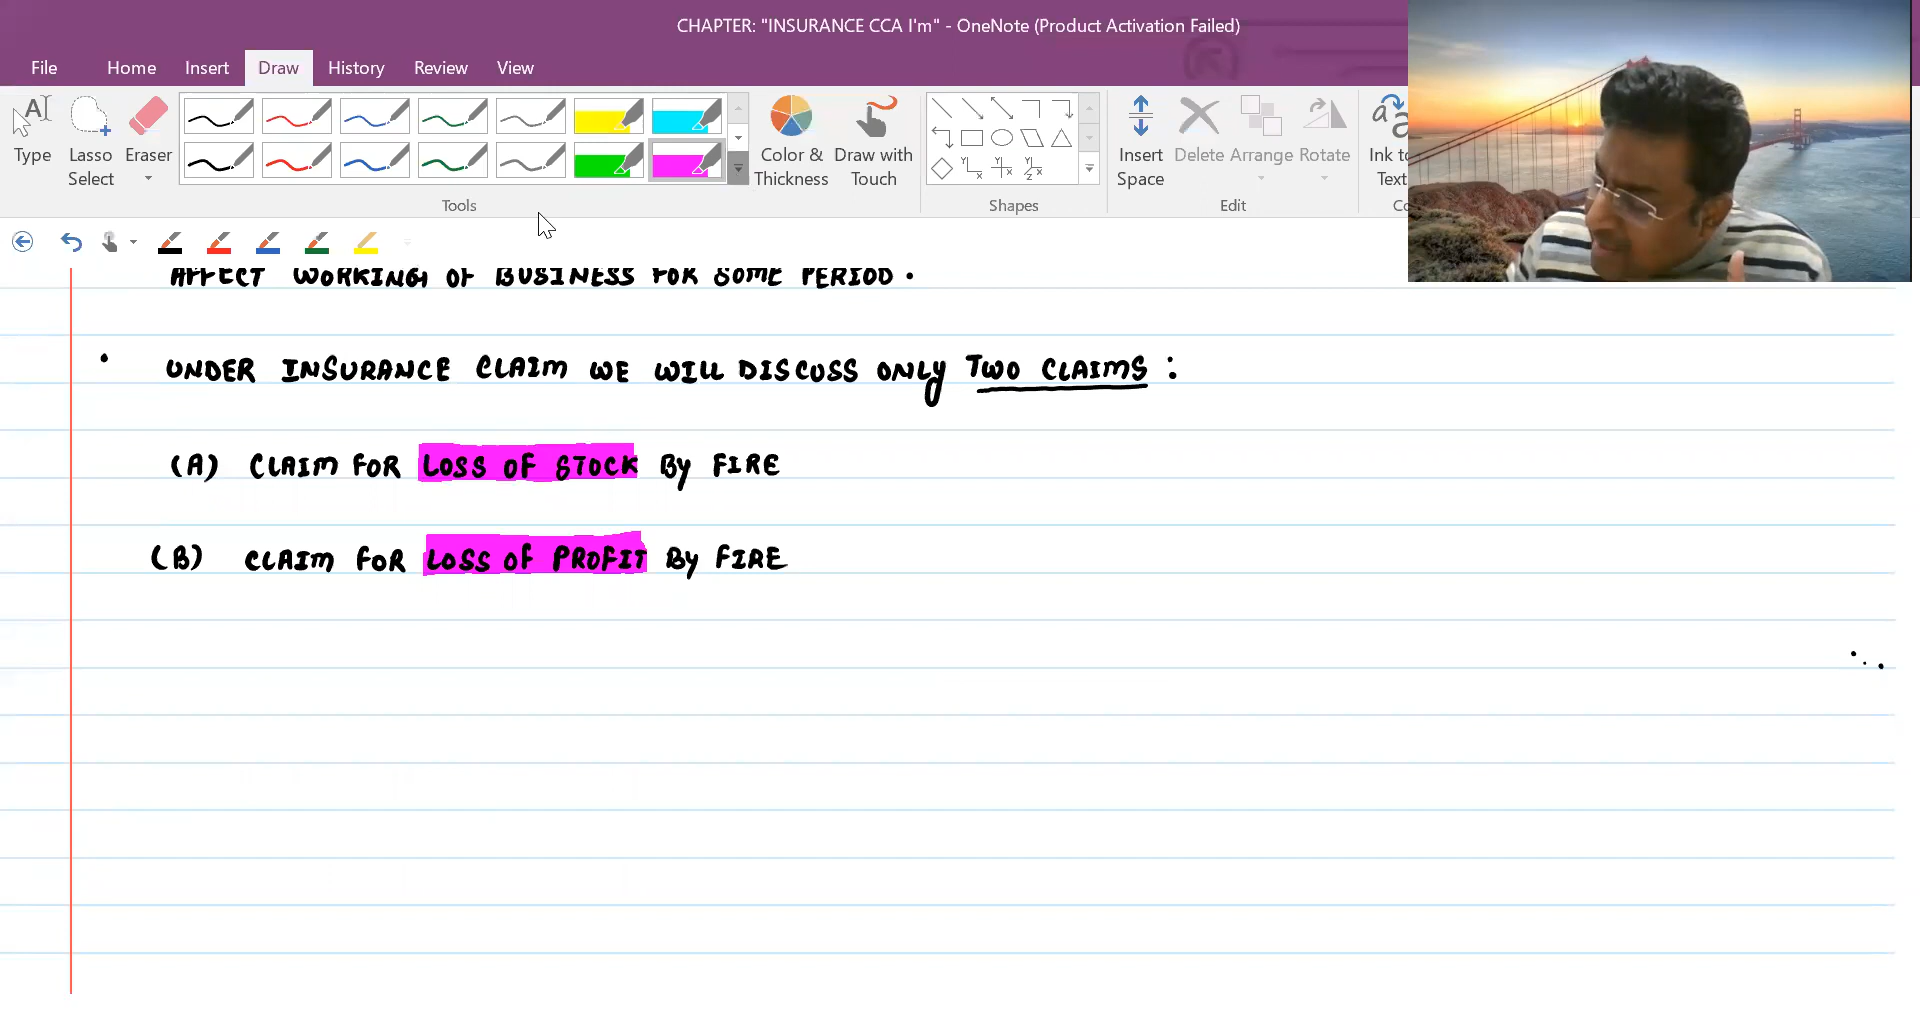 CHAPTER: "INSURANCE CCA I'm" - OneNote (Product Activation Failed)
File Home Insert Draw History Review View
Type Lasso Select Eraser Color & Thickness Draw with Touch Insert Space Delete Arrange Rotate Ink to Text
Tools Shapes Edit
AFFECT WORKING OF BUSINESS FOR SOME PERIOD.
• UNDER INSURANCE CLAIM WE WILL DISCUSS ONLY TWO CLAIMS :
(A) CLAIM FOR LOSS OF STOCK BY FIRE
(B) CLAIM FOR LOSS OF PROFIT BY FIRE